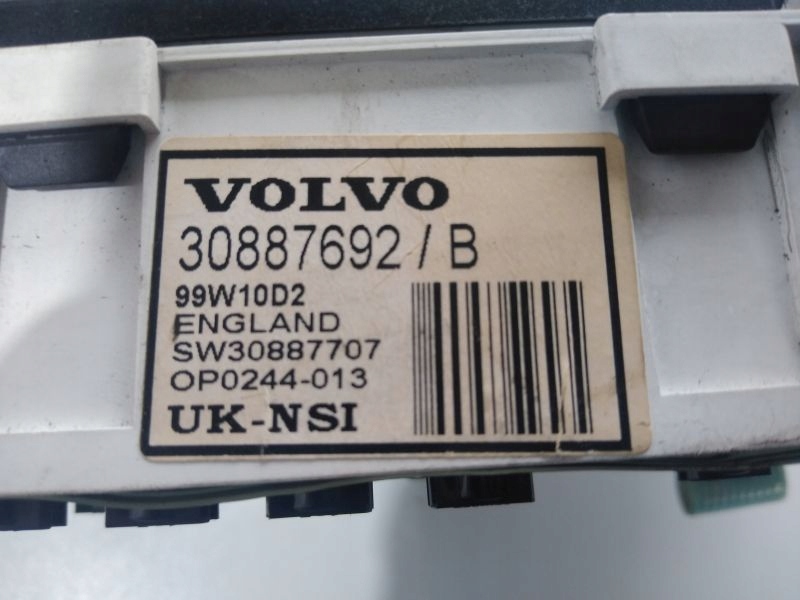 VOLVO
30887692 / B
99W10D2
ENGLAND
SW30887707
OP0244-013
UK-NSI